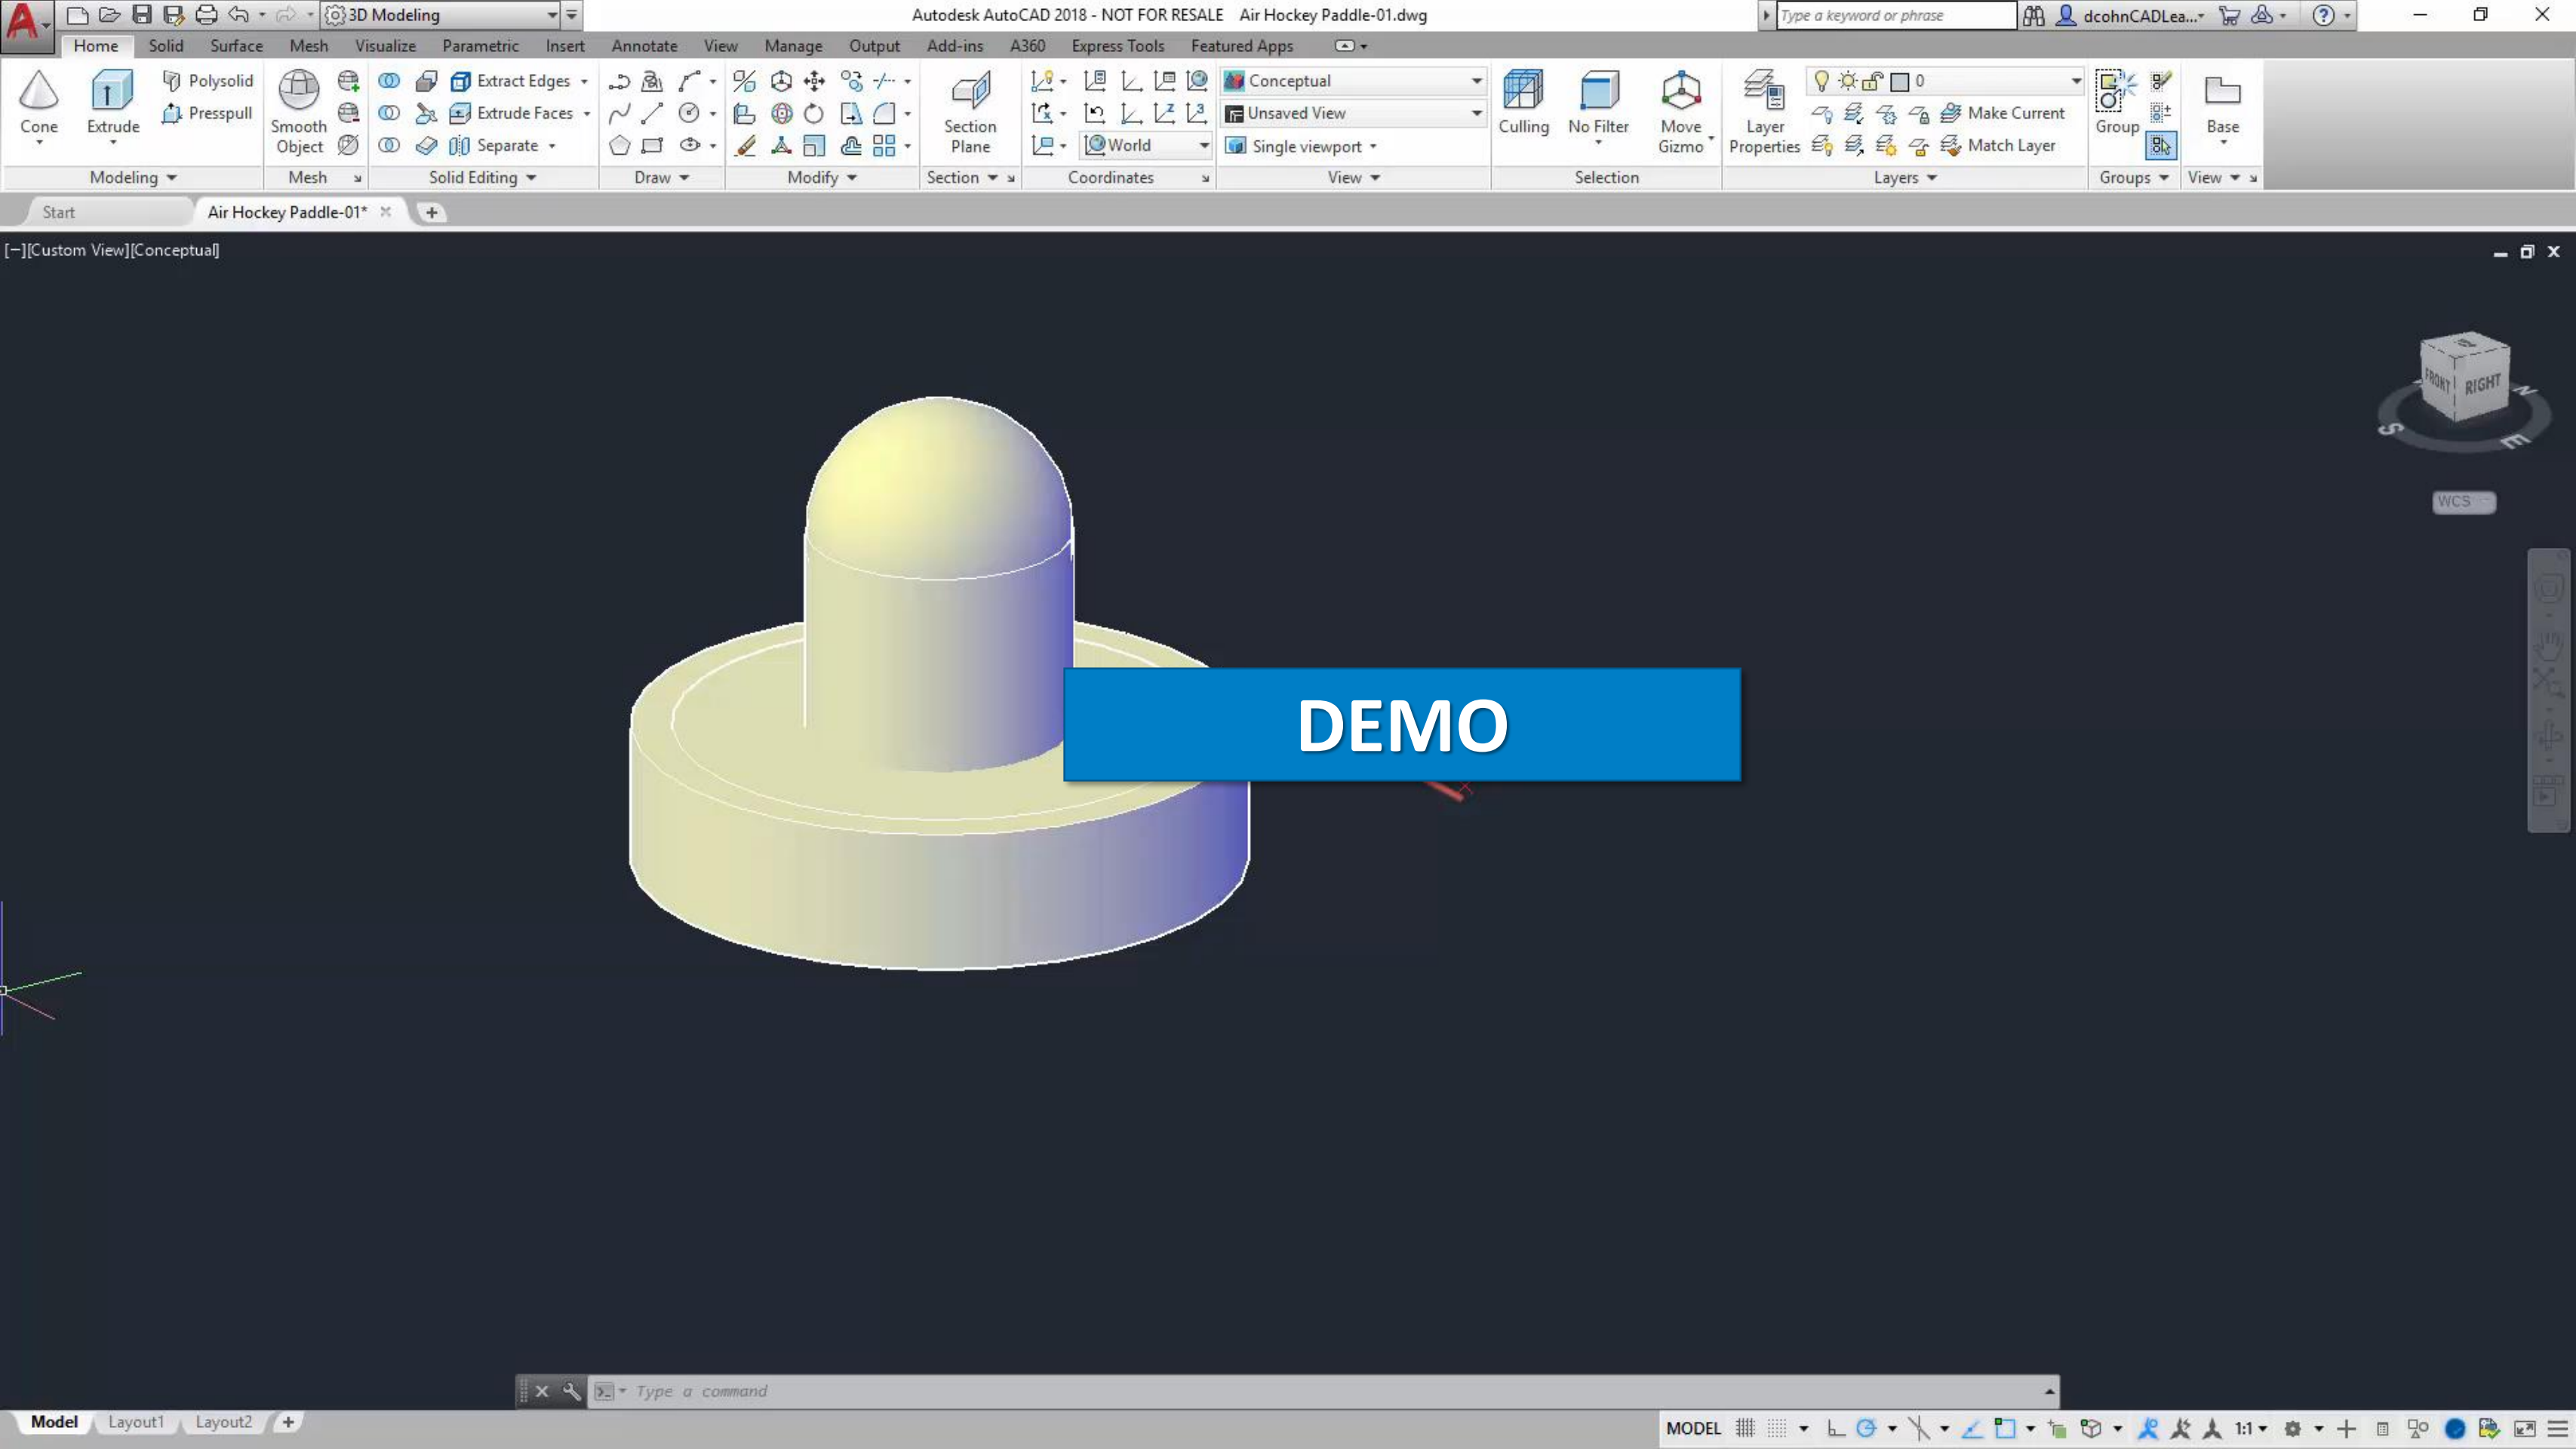 3D Modeling
Autodesk AutoCAD 2018 - NOT FOR RESALE Air Hockey Paddle-01.dwg
Type a keyword or phrase
dcohnCADLea...
Home Solid Surface Mesh Visualize Parametric Insert Annotate View Manage Output Add-ins A360 Express Tools Featured Apps
Polysolid Extract Edges Conceptual 0
Presspull Extrude Faces Unsaved View Make Current
Cone Extrude Smooth Object Separate Section Plane World Single viewport Culling No Filter Move Gizmo Layer Properties Match Layer Group Base
Modeling Mesh Solid Editing Draw Modify Section Coordinates View Selection Layers Groups View
Start Air Hockey Paddle-01*
[−][Custom View][Conceptual]
FRONT RIGHT
S E N
WCS
DEMO
X
Type a command
Model Layout1 Layout2 +
MODEL 1:1